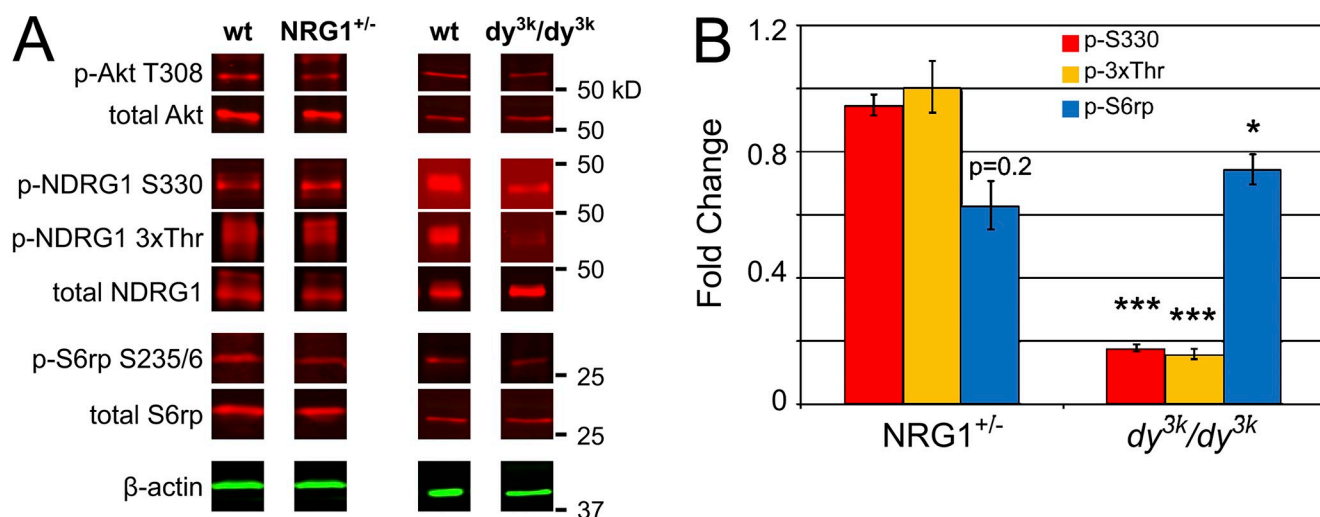 A
wt NRG1+/- wt dy3k/dy3k
p-Akt T308
50 kD
total Akt
50
50
p-NDRG1 S330
50
p-NDRG1 3xThr
50
total NDRG1
p-S6rp S235/6
25
total S6rp
25
β-actin
37
B
1.2
p-S330
p-3xThr
p-S6rp
*
0.8
p=0.2
Fold Change
0.4
*** ***
0
NRG1+/- dy3k/dy3k